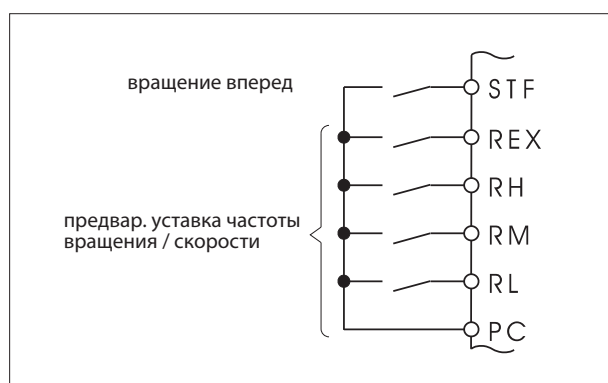 вращение вперед
STF
REX
RH
предвар. уставка частоты
вращения / скорости
RM
RL
PC